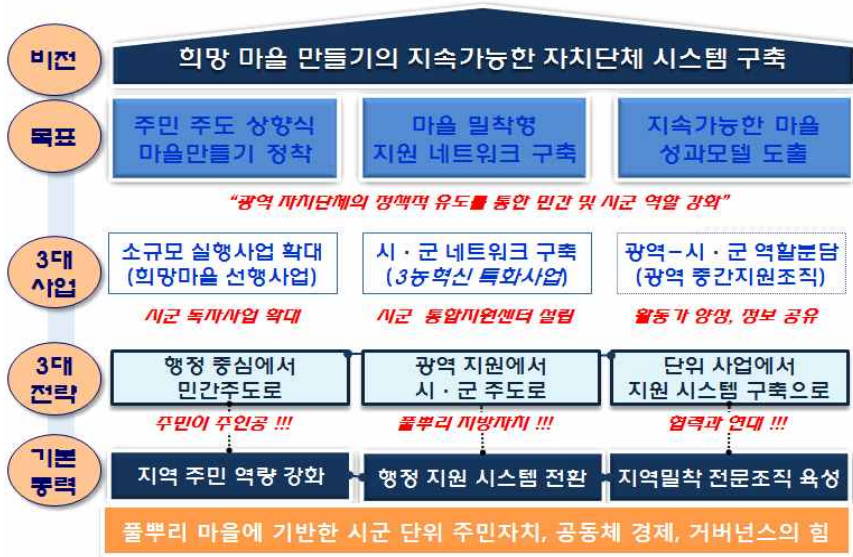 비전
희망 마을 만들기의 지속가능한 자치단체 시스템 구축
목표
주민 주도 상향식
마을만들기 정착
마을 밀착형
지원 네트워크 구축
지속가능한 마을
성과모델 도출
“광역 자치단체의 정책적 유도를 통한 민간 및 시군 역할 강화”
3대
사업
소규모 실행사업 확대
(희망마을 선행사업)
시·군 네트워크 구축
(3농혁신 특화사업)
광역-시·군 역할분담
(광역 중간지원조직)
시군 독자사업 확대
시군 통합지원센터 설립
활동가 양성, 정보 공유
3대
전략
행정 중심에서
민간주도로
광역 지원에서
시·군 주도로
단위 사업에서
지원 시스템 구축으로
주민이 주인공 !!!
풀뿌리 지방자치 !!!
협력과 연대 !!!
기본
동력
지역 주민 역량 강화
행정 지원 시스템 전환
지역밀착 전문조직 육성
풀뿌리 마을에 기반한 시군 단위 주민자치, 공동체 경제, 거버넌스의 힘